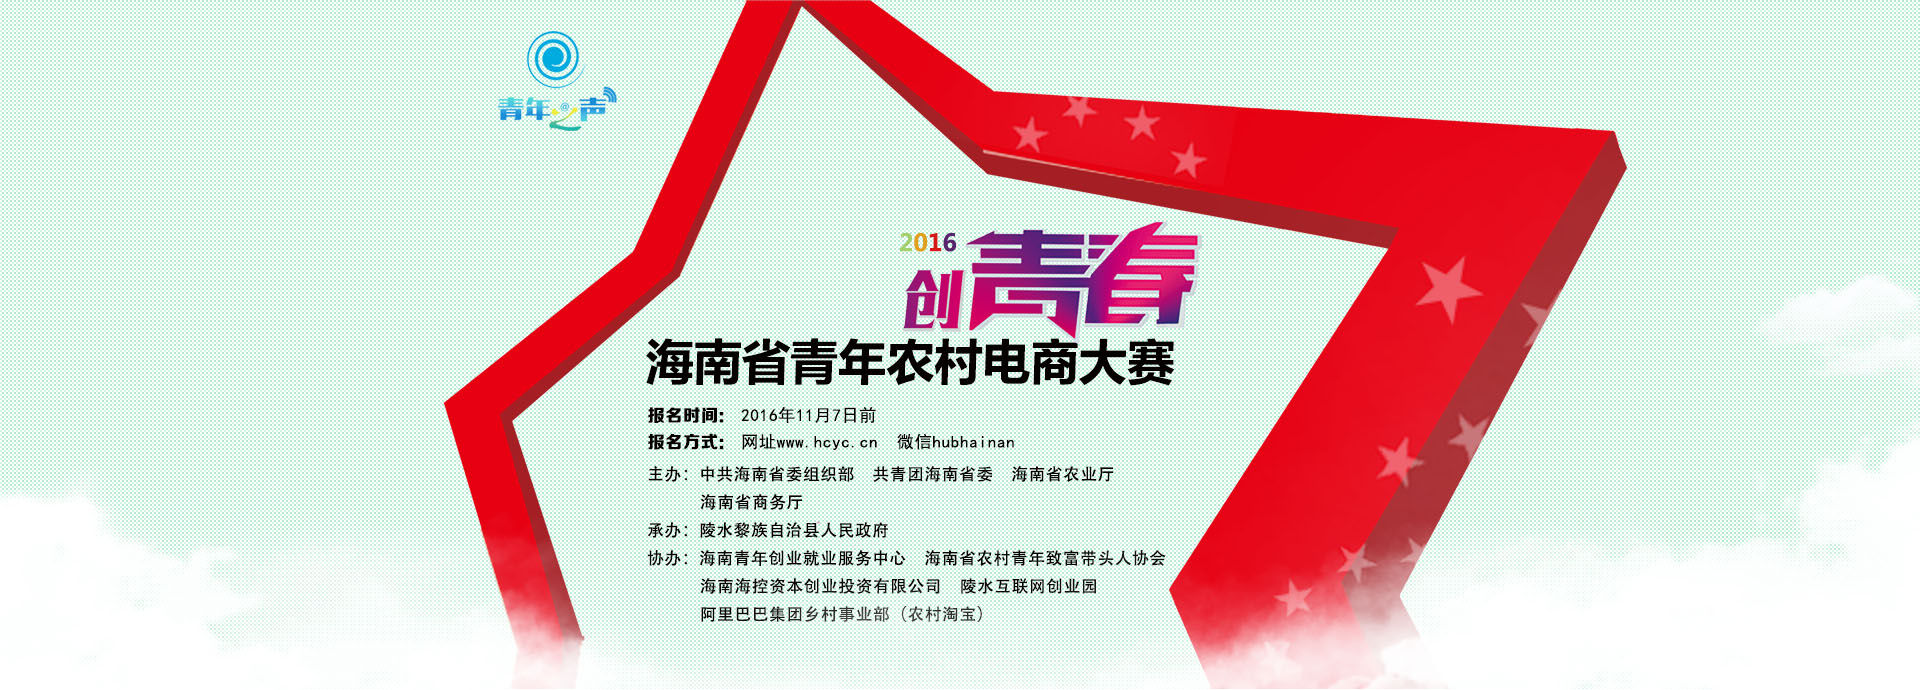 青年之声
2016
创青春
海南省青年农村电商大赛
报名时间: 2016年11月7日前
报名方式: 网址www.hcyc.cn 微信hubhainan
主办: 中共海南省委组织部 共青团海南省委 海南省农业厅
海南省商务厅
承办: 陵水黎族自治县人民政府
协办: 海南青年创业就业服务中心 海南省农村青年致富带头人协会
海南海控资本创业投资有限公司 陵水互联网创业园
阿里巴巴集团乡村事业部 (农村淘宝)